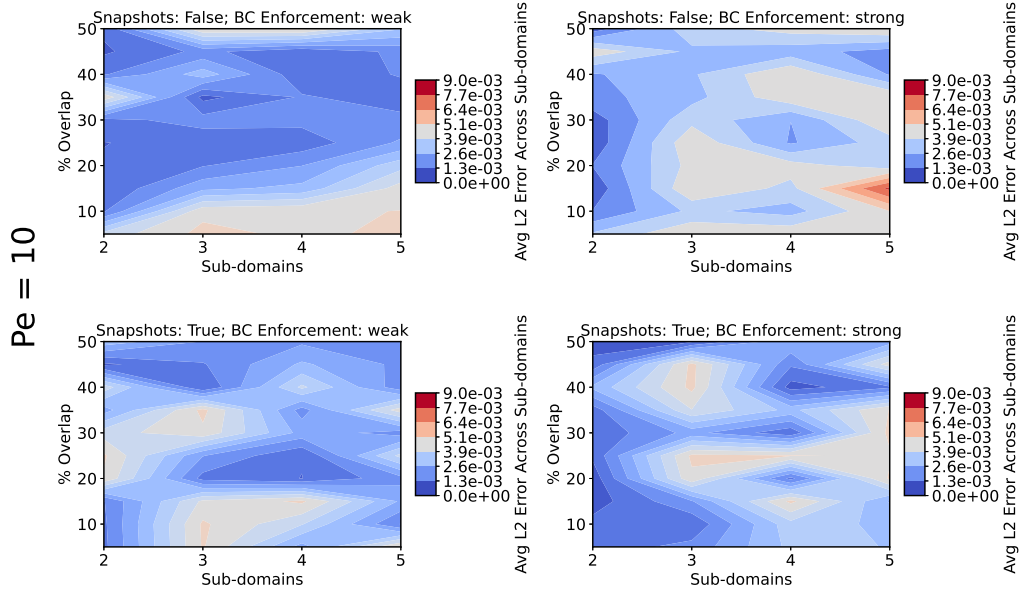 Pe = 10
Snapshots: False; BC Enforcement: weak
50
40
30
20
10
% Overlap
2
3
4
5
Sub-domains
9.0e-03
7.7e-03
6.4e-03
5.1e-03
3.9e-03
2.6e-03
1.3e-03
0.0e+00
Avg L2 Error Across Sub-domains
Snapshots: False; BC Enforcement: strong
50
40
30
20
10
% Overlap
2
3
4
5
Sub-domains
9.0e-03
7.7e-03
6.4e-03
5.1e-03
3.9e-03
2.6e-03
1.3e-03
0.0e+00
Avg L2 Error Across Sub-domains
Snapshots: True; BC Enforcement: weak
50
40
30
20
10
% Overlap
2
3
4
5
Sub-domains
9.0e-03
7.7e-03
6.4e-03
5.1e-03
3.9e-03
2.6e-03
1.3e-03
0.0e+00
Avg L2 Error Across Sub-domains
Snapshots: True; BC Enforcement: strong
50
40
30
20
10
% Overlap
2
3
4
5
Sub-domains
9.0e-03
7.7e-03
6.4e-03
5.1e-03
3.9e-03
2.6e-03
1.3e-03
0.0e+00
Avg L2 Error Across Sub-domains